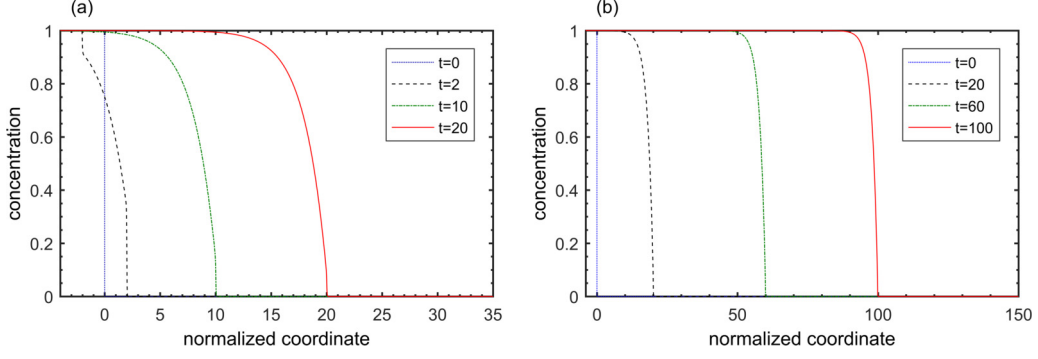 (a)
concentration
1
0.8
0.6
0.4
0.2
0
0 5 10 15 20 25 30 35
normalized coordinate
t=0
t=2
t=10
t=20
(b)
concentration
1
0.8
0.6
0.4
0.2
0
0 50 100 150
normalized coordinate
t=0
t=20
t=60
t=100